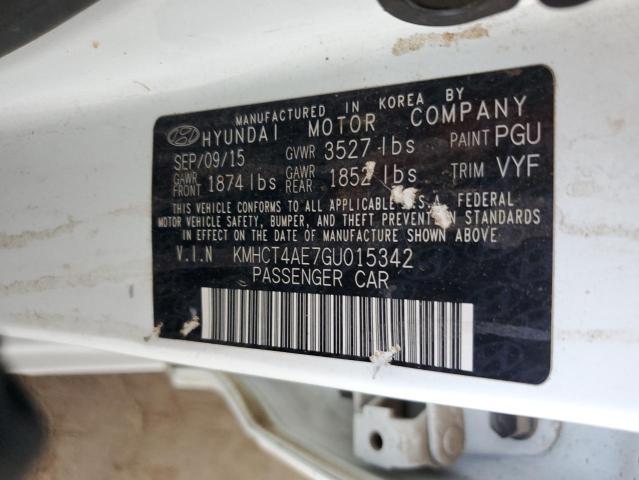 MANUFACTURED IN KOREA BY
HYUNDAI MOTOR COMPANY
SEP/09/15 GVWR 3527 lbs PAINT PGU
GAWR FRONT 1874 lbs GAWR REAR 1852 lbs TRIM VYF
THIS VEHICLE CONFORMS TO ALL APPLICABLE U.S.A. FEDERAL
MOTOR VEHICLE SAFETY, BUMPER, AND THEFT PREVENTION STANDARDS
IN EFFECT ON THE DATE OF MANUFACTURE SHOWN ABOVE.
V.I.N KMHCT4AE7GU015342
PASSENGER CAR